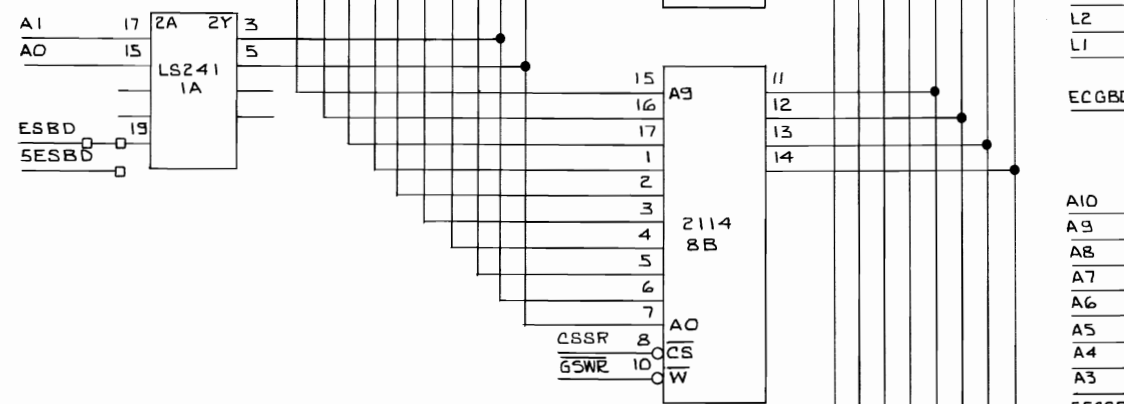 A1 17 2A 2Y 3
A0 15 5
LS241
1A
ESBD 19
SESBD
15 A9 11
16 12
17 13
1 14
2
3
4
5
6
7 A0
2114
8B
CSSR 8 CS
GSWR 10 W
L2
L1
ECGBD
A10
A9
A8
A7
A6
A5
A4
A3